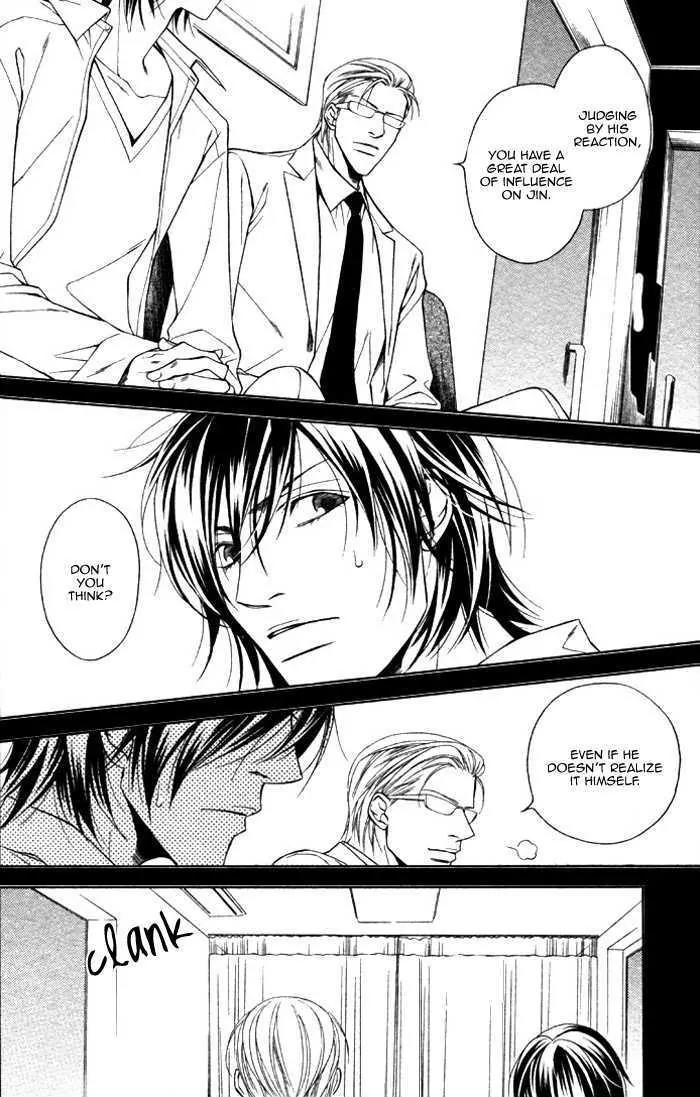 JUDGING
BY HIS
REACTION,
YOU HAVE A
GREAT DEAL
OF INFLUENCE
ON JIN.
DON'T
YOU
THINK?
EVEN IF HE
DOESN'T REALIZE
IT HIMSELF.
clank